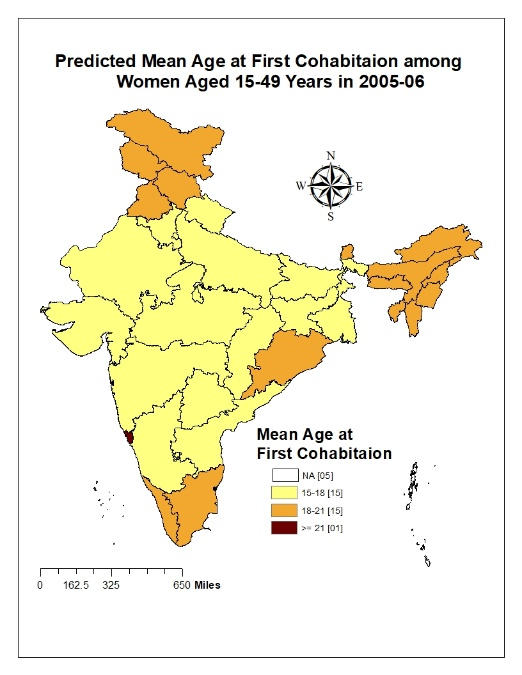 Predicted Mean Age at First Cohabitaion among
Women Aged 15-49 Years in 2005-06
N
W E
S
Mean Age at
First Cohabitaion
NA [05]
15-18 [15]
18-21 [15]
>= 21 [01]
0 162.5 325 650 Miles